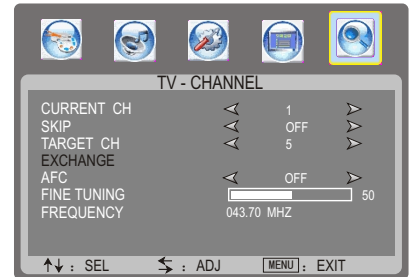 TV - CHANNEL
CURRENT CH 1
SKIP OFF
TARGET CH 5
EXCHANGE
AFC OFF
FINE TUNING 50
FREQUENCY 043.70 MHZ
: SEL : ADJ MENU : EXIT